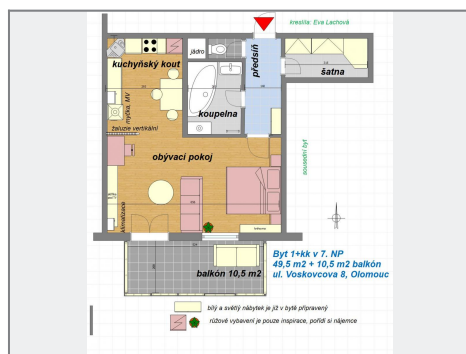 kreslila: Eva Lachová
jádro
předsíň
kuchyňský kout
šatna
koupelna
myčka, MV
žaluzie vertikální
sousední byt
obývací pokoj
klimatizace
Byt 1+kk v 7. NP
49,5 m2 + 10,5 m2 balkón
ul. Voskovcova 8, Olomouc
balkón 10,5 m2
bílý a světlý nábytek je již v bytě připravený
růžové vybavení je pouze inspirace, pořídí si nájemce